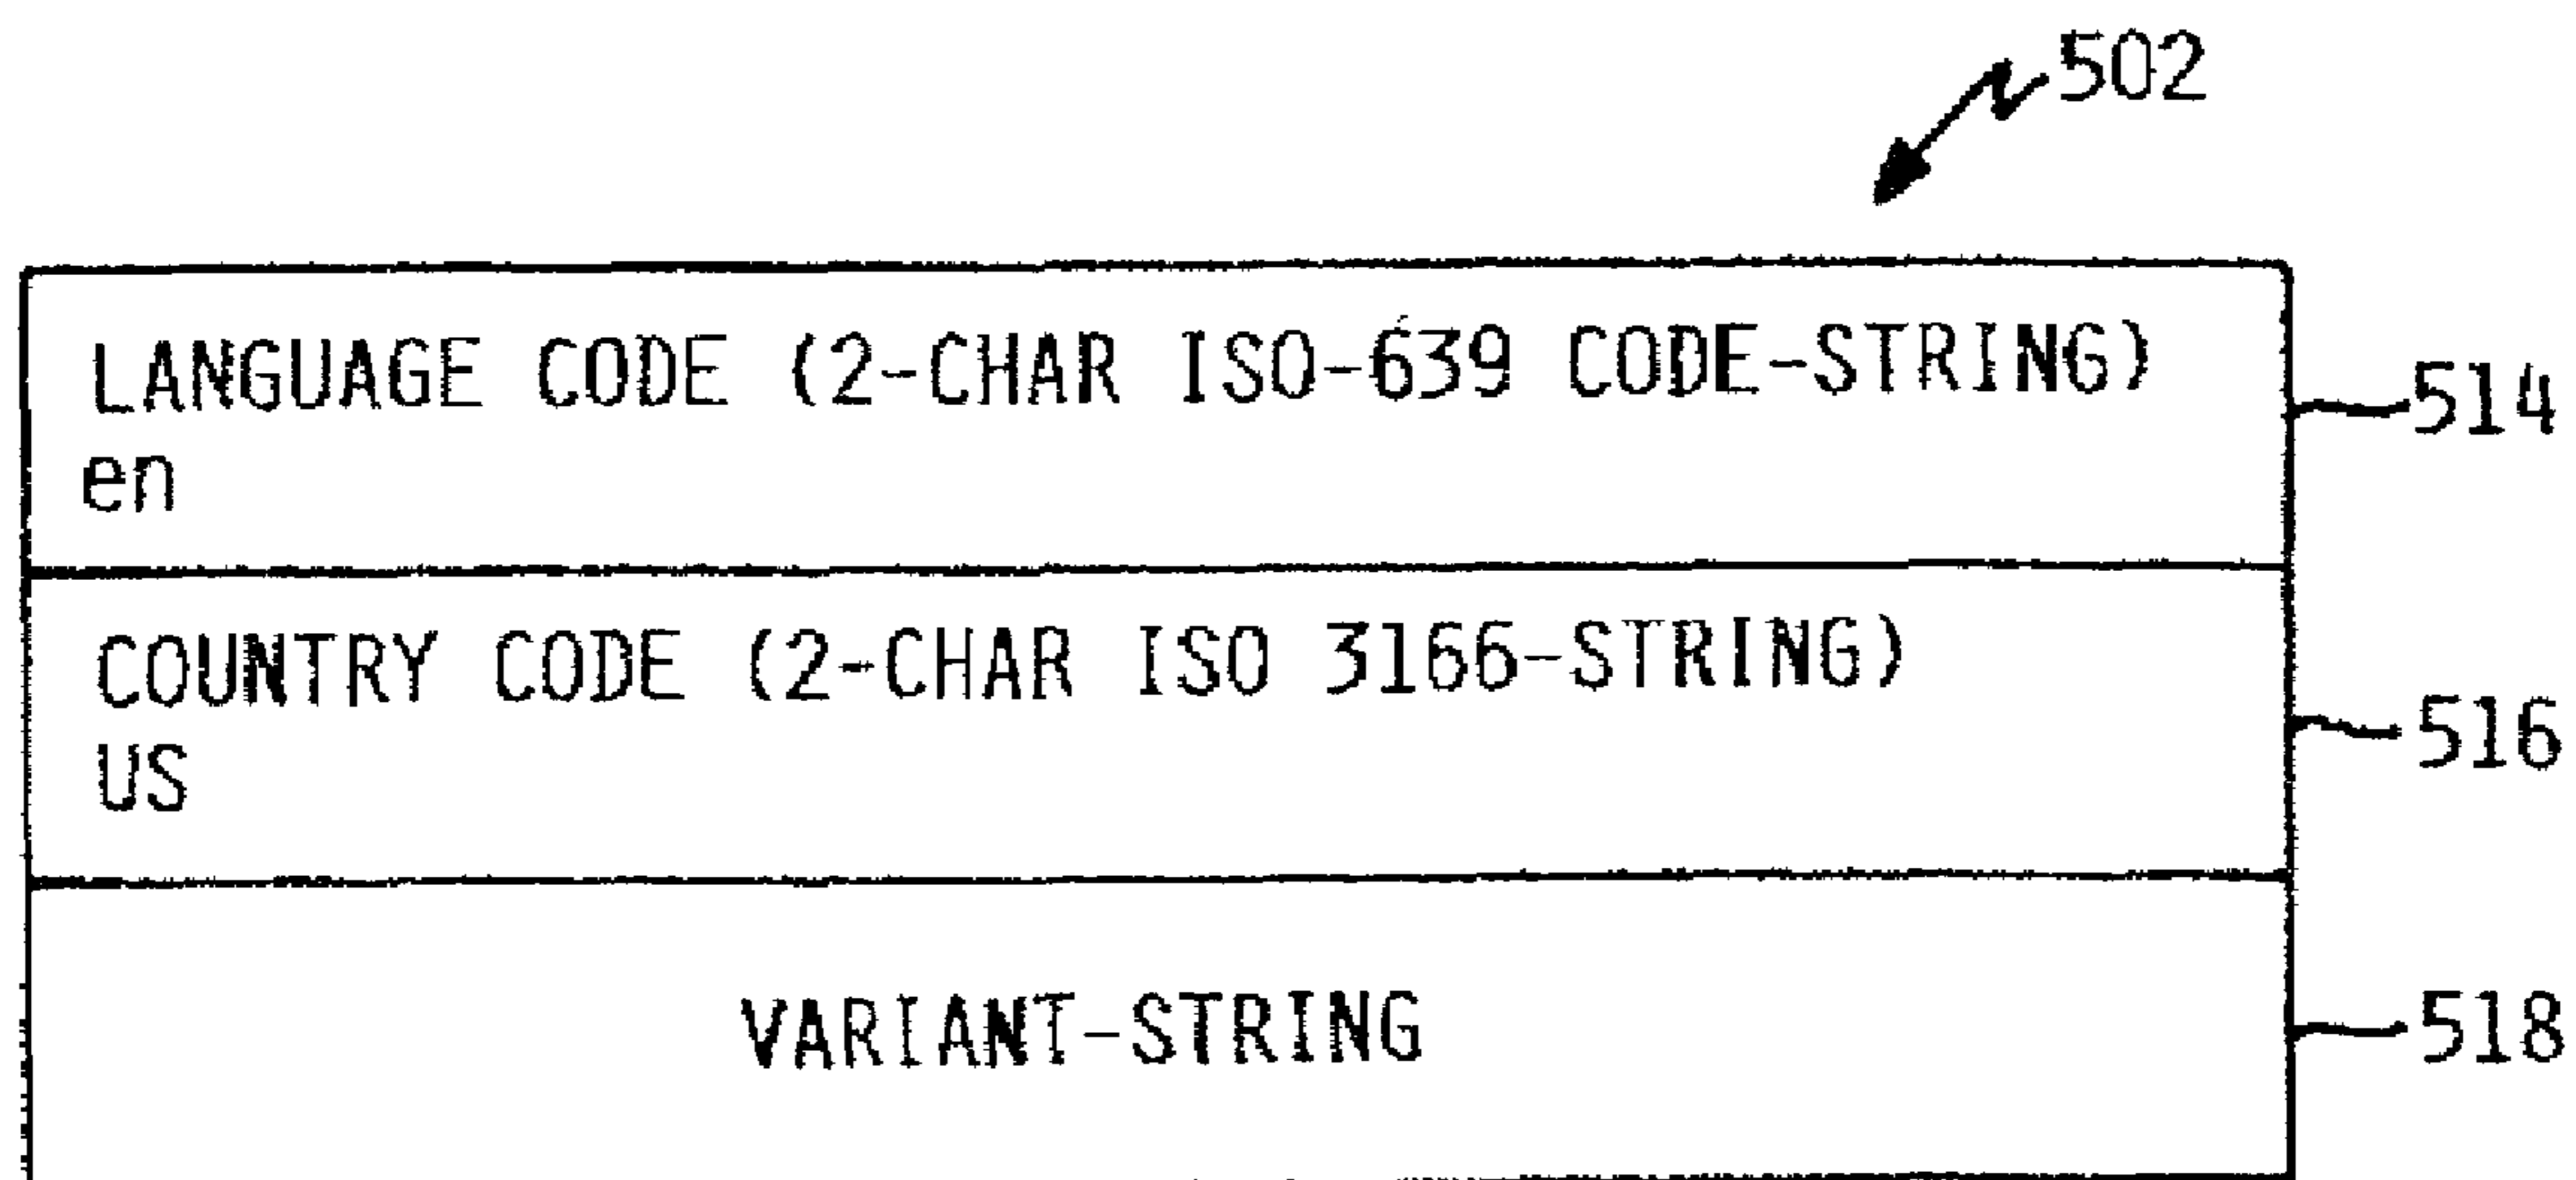 502
LANGUAGE CODE (2-CHAR ISO-639 CODE-STRING)
en
514
COUNTRY CODE (2-CHAR ISO 3166-STRING)
US
516
VARIANT-STRING
518